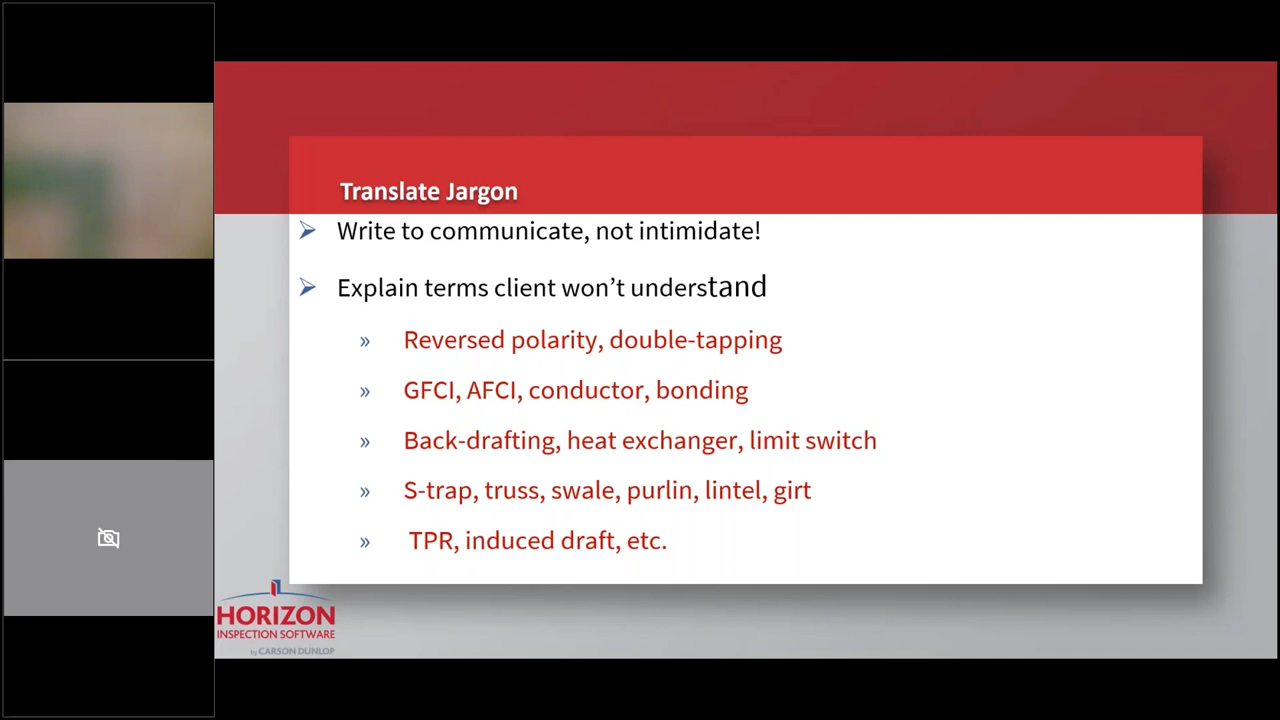 Translate Jargon
Write to communicate, not intimidate!
Explain terms client won’t understand
Reversed polarity, double-tapping
GFCI, AFCI, conductor, bonding
Back-drafting, heat exchanger, limit switch
S-trap, truss, swale, purlin, lintel, girt
TPR, induced draft, etc.
HORIZON
INSPECTION SOFTWARE
by CARSON DUNLOP